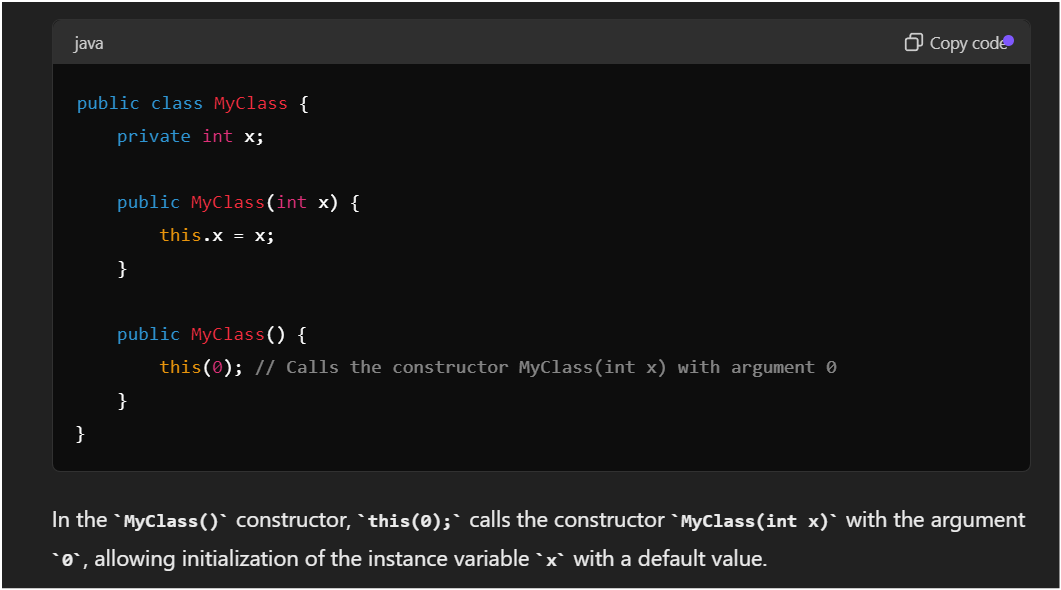 java
Copy code
public class MyClass {
    private int x;

    public MyClass(int x) {
        this.x = x;
    }

    public MyClass() {
        this(0); // Calls the constructor MyClass(int x) with argument 0
    }
}
In the `MyClass()` constructor, `this(0);` calls the constructor `MyClass(int x)` with the argument
`0`, allowing initialization of the instance variable `x` with a default value.